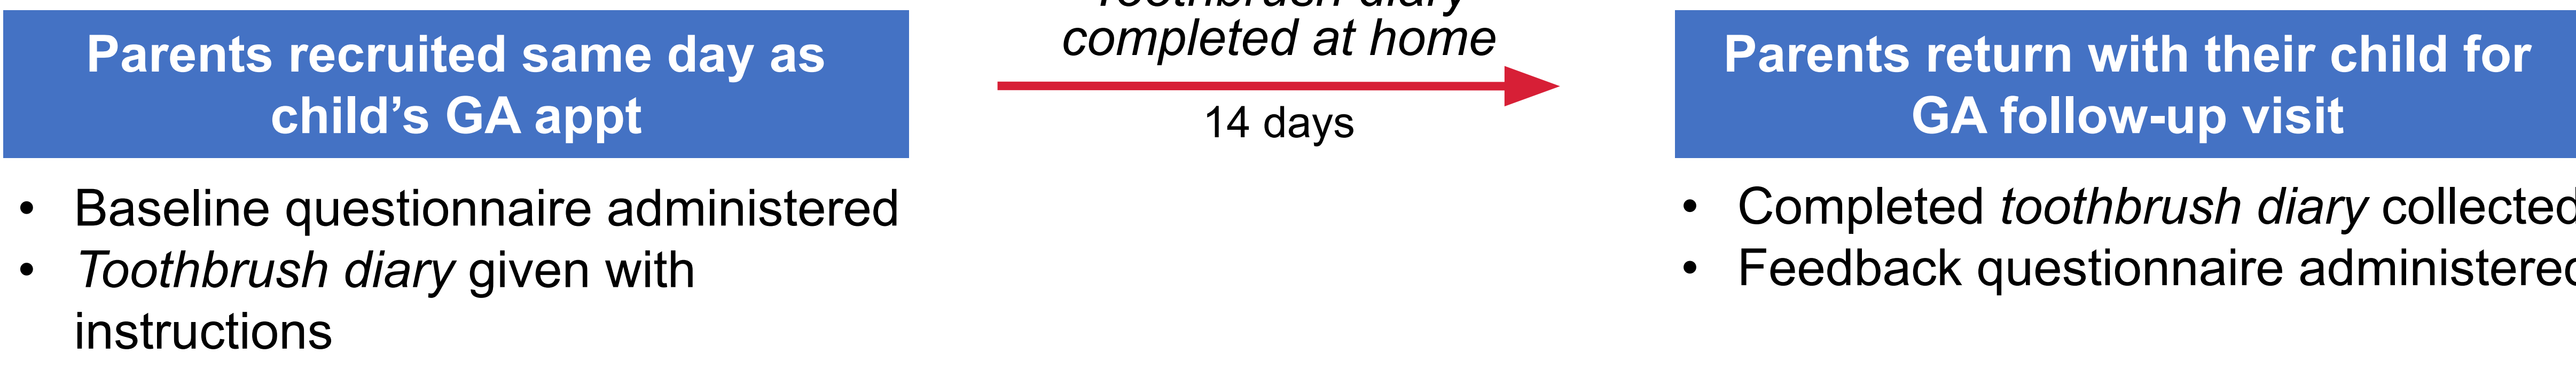 Parents recruited same day as
child's GA appt
• Baseline questionnaire administered
• Toothbrush diary given with
instructions
Toothbrush diary
completed at home
14 days
Parents return with their child for
GA follow-up visit
• Completed toothbrush diary collected
• Feedback questionnaire administered